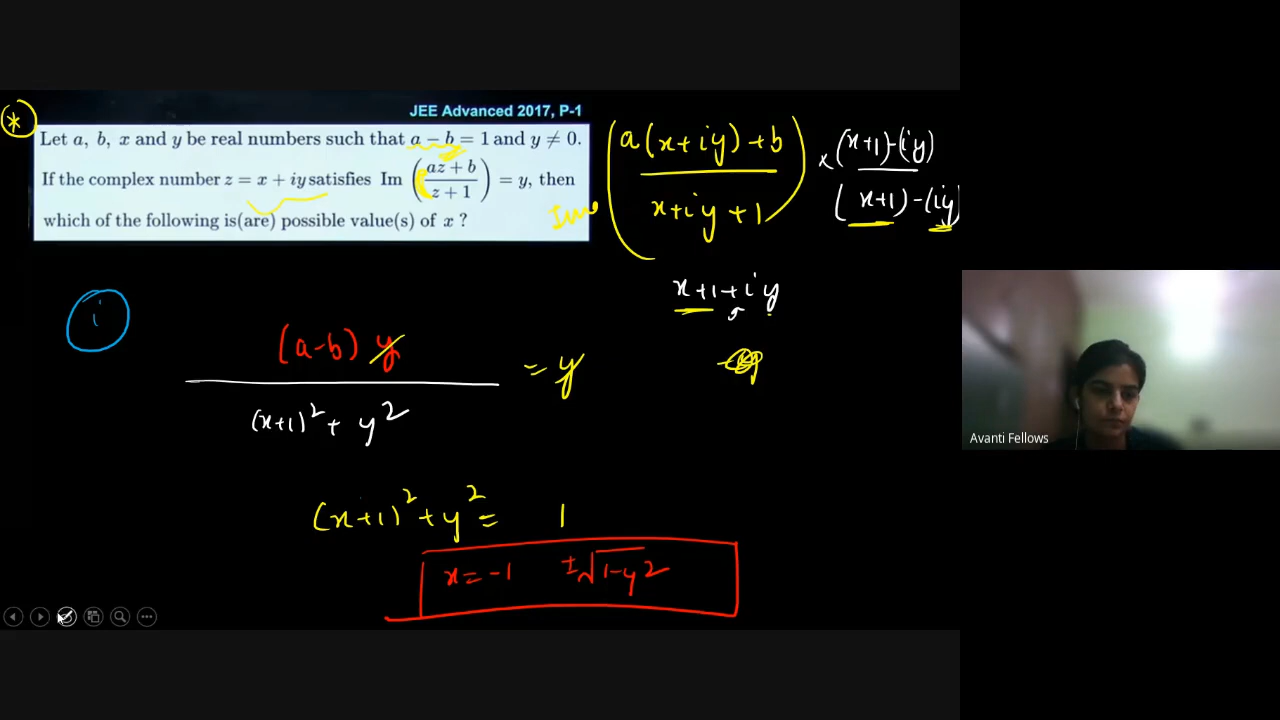 *
JEE Advanced 2017, P-1
Let a, b, x and y be real numbers such that a − b = 1 and y ≠ 0.
If the complex number z = x + iy satisfies Im (az + b / z + 1) = y, then
which of the following is(are) possible value(s) of x ?
(a(x+iy)+b / x+iy+1) × (x+1)-(iy) / (x+1)-(iy)
x+1+iy
i
(a-b) y / (x+1)² + y² = y
(x+1)² + y² = 1
x = -1 ±√1-y²
Avanti Fellows